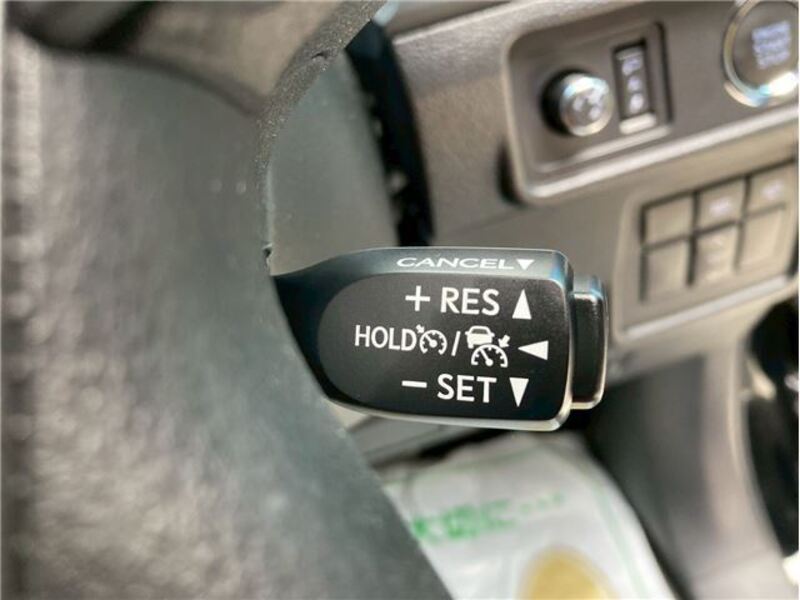 CANCEL▼
+ RES ▲
HOLD / ◀
− SET ▼